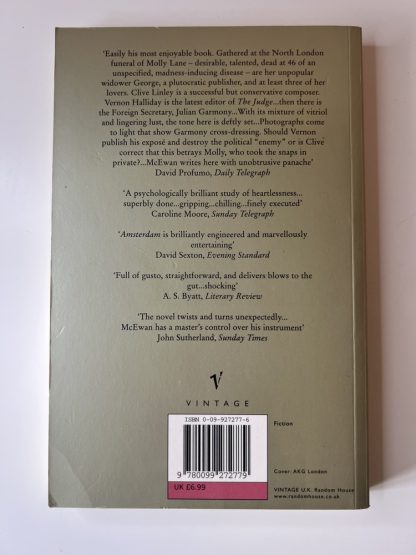 'Easily his most enjoyable book. Gathered at the North London
funeral of Molly Lane – desirable, talented, dead at 46 of an
unspecified, madness-inducing disease – are her unpopular
widower George, a plutocratic publisher, and at least three of her
lovers. Clive Linley is a successful but conservative composer.
Vernon Halliday is the latest editor of The Judge...then there is
the Foreign Secretary, Julian Garmony...With its mixture of vitriol
and lingering lust, the tone here is deftly set...Photographs come
to light that show Garmony cross-dressing. Should Vernon
publish his exposé and destroy the political "enemy" or is Clive
correct that this betrays Molly, who took the snaps in
private?...McEwan writes here with unobtrusive panache'
David Profumo, Daily Telegraph
'A psychologically brilliant study of heartlessness...
superbly done...gripping...chilling...finely executed'
Caroline Moore, Sunday Telegraph
'Amsterdam is brilliantly engineered and marvellously
entertaining'
David Sexton, Evening Standard
'Full of gusto, straightforward, and delivers blows to the
gut...shocking'
A. S. Byatt, Literary Review
'The novel twists and turns unexpectedly...
McEwan has a master's control over his instrument'
John Sutherland, Sunday Times
V
VINTAGE
ISBN 0-09-927277-6
Fiction
9 780099 272779
Cover: AKG London
UK £6.99
VINTAGE U.K. Random House
www.randomhouse.co.uk